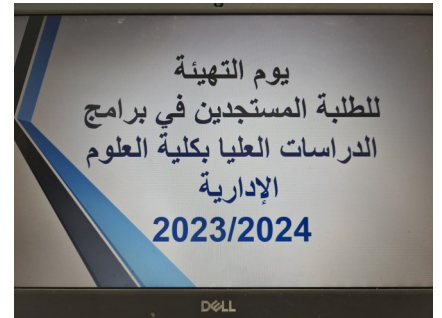 يوم التهيئة
للطلبة المستجدين في برامج
الدراسات العليا بكلية العلوم
الإدارية
2023/2024
DELL